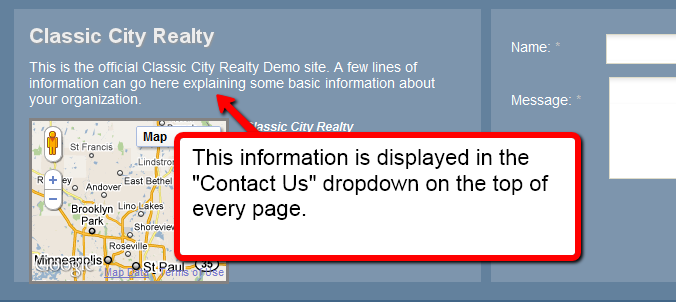 Classic City Realty
This is the official Classic City Realty Demo site. A few lines of
information can go here explaining some basic information about
your organization.
Name: *
Message: *
Classic City Realty
Map
St Francis
Lindstro
East Bethel
Andover
Lino Lakes
Brooklyn
Park
Shoreview
Roseville
Minneapolis
St Paul
35
Google
Map Data - Terms of Use
This information is displayed in the
"Contact Us" dropdown on the top of
every page.